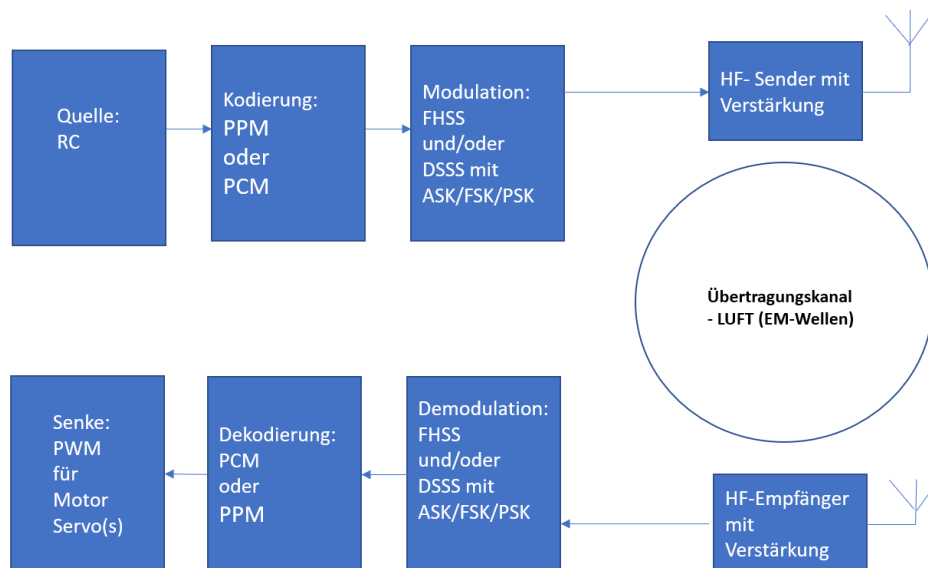 Quelle:
RC
Kodierung:
PPM
oder
PCM
Modulation:
FHSS
und/oder
DSSS mit
ASK/FSK/PSK
HF- Sender mit
Verstärkung
Übertragungskanal
- LUFT (EM-Wellen)
HF-Empfänger
mit
Verstärkung
Demodulation:
FHSS
und/oder
DSSS mit
ASK/FSK/PSK
Dekodierung:
PCM
oder
PPM
Senke:
PWM
für
Motor
Servo(s)